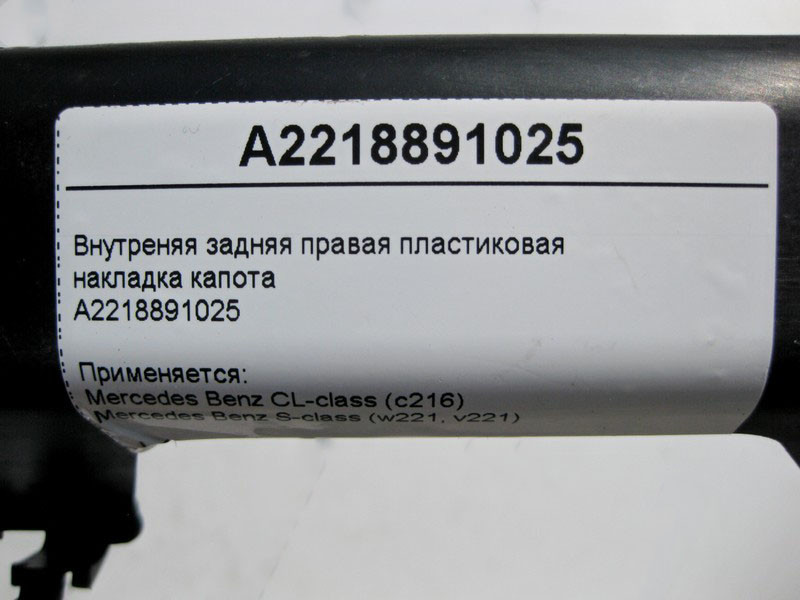 A2218891025
Внутреняя задняя правая пластиковая
накладка капота
A2218891025
Применяется:
Mercedes Benz CL-class (c216)
Mercedes Benz S-class (w221, v221)